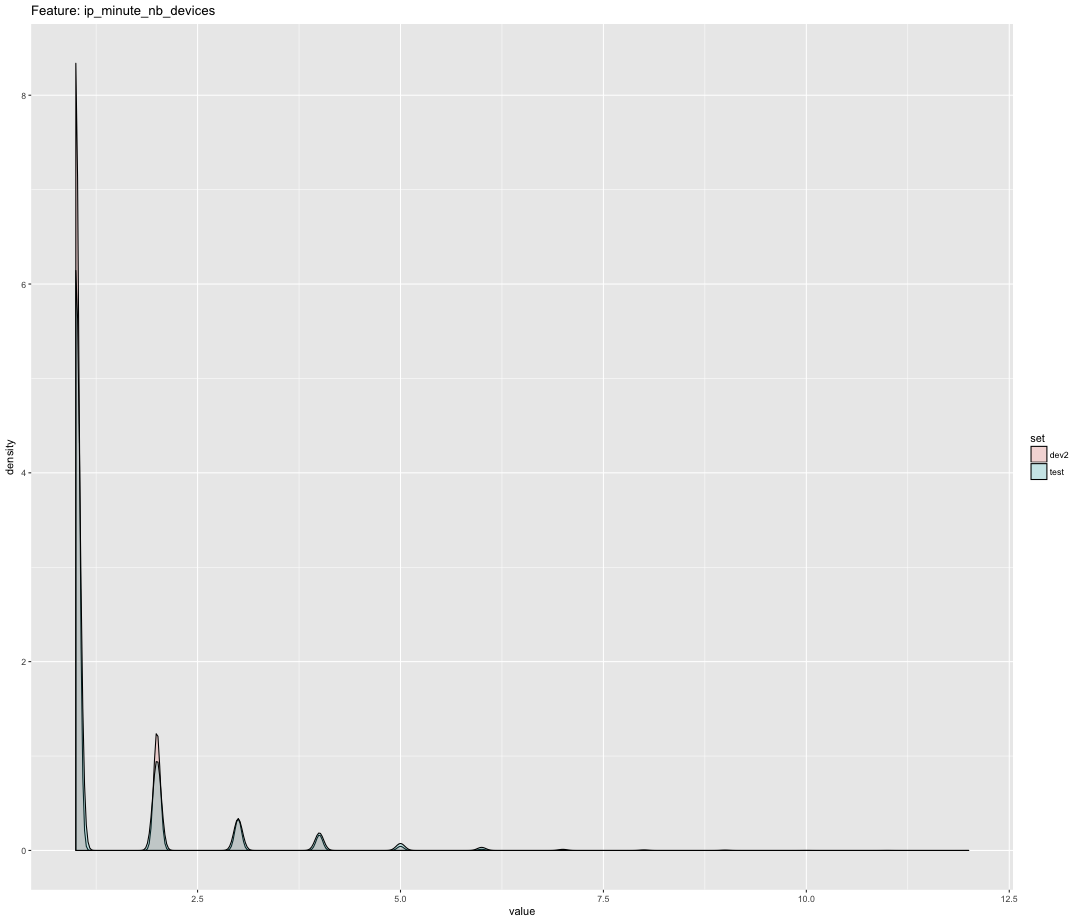 Feature: ip_minute_nb_devices
8
6
4
2
0
density
2.5
5.0
7.5
10.0
12.5
value
set
dev2
test